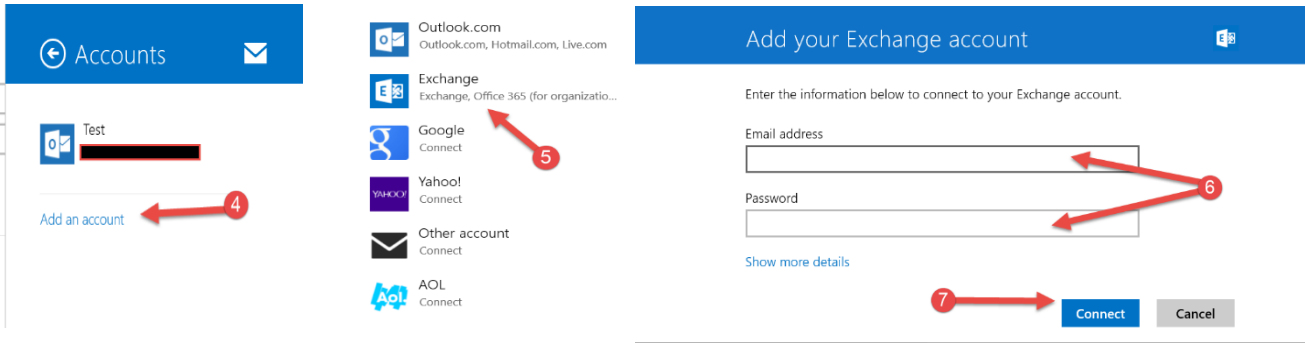 Accounts
Test
4
Add an account
Outlook.com
Outlook.com, Hotmail.com, Live.com
Exchange
Exchange, Office 365 (for organizatio...
5
Google
Connect
YAHOO!
Yahoo!
Connect
Other account
Connect
Aol.
AOL
Connect
Add your Exchange account
Enter the information below to connect to your Exchange account.
Email address
6
Password
Show more details
7
Connect
Cancel